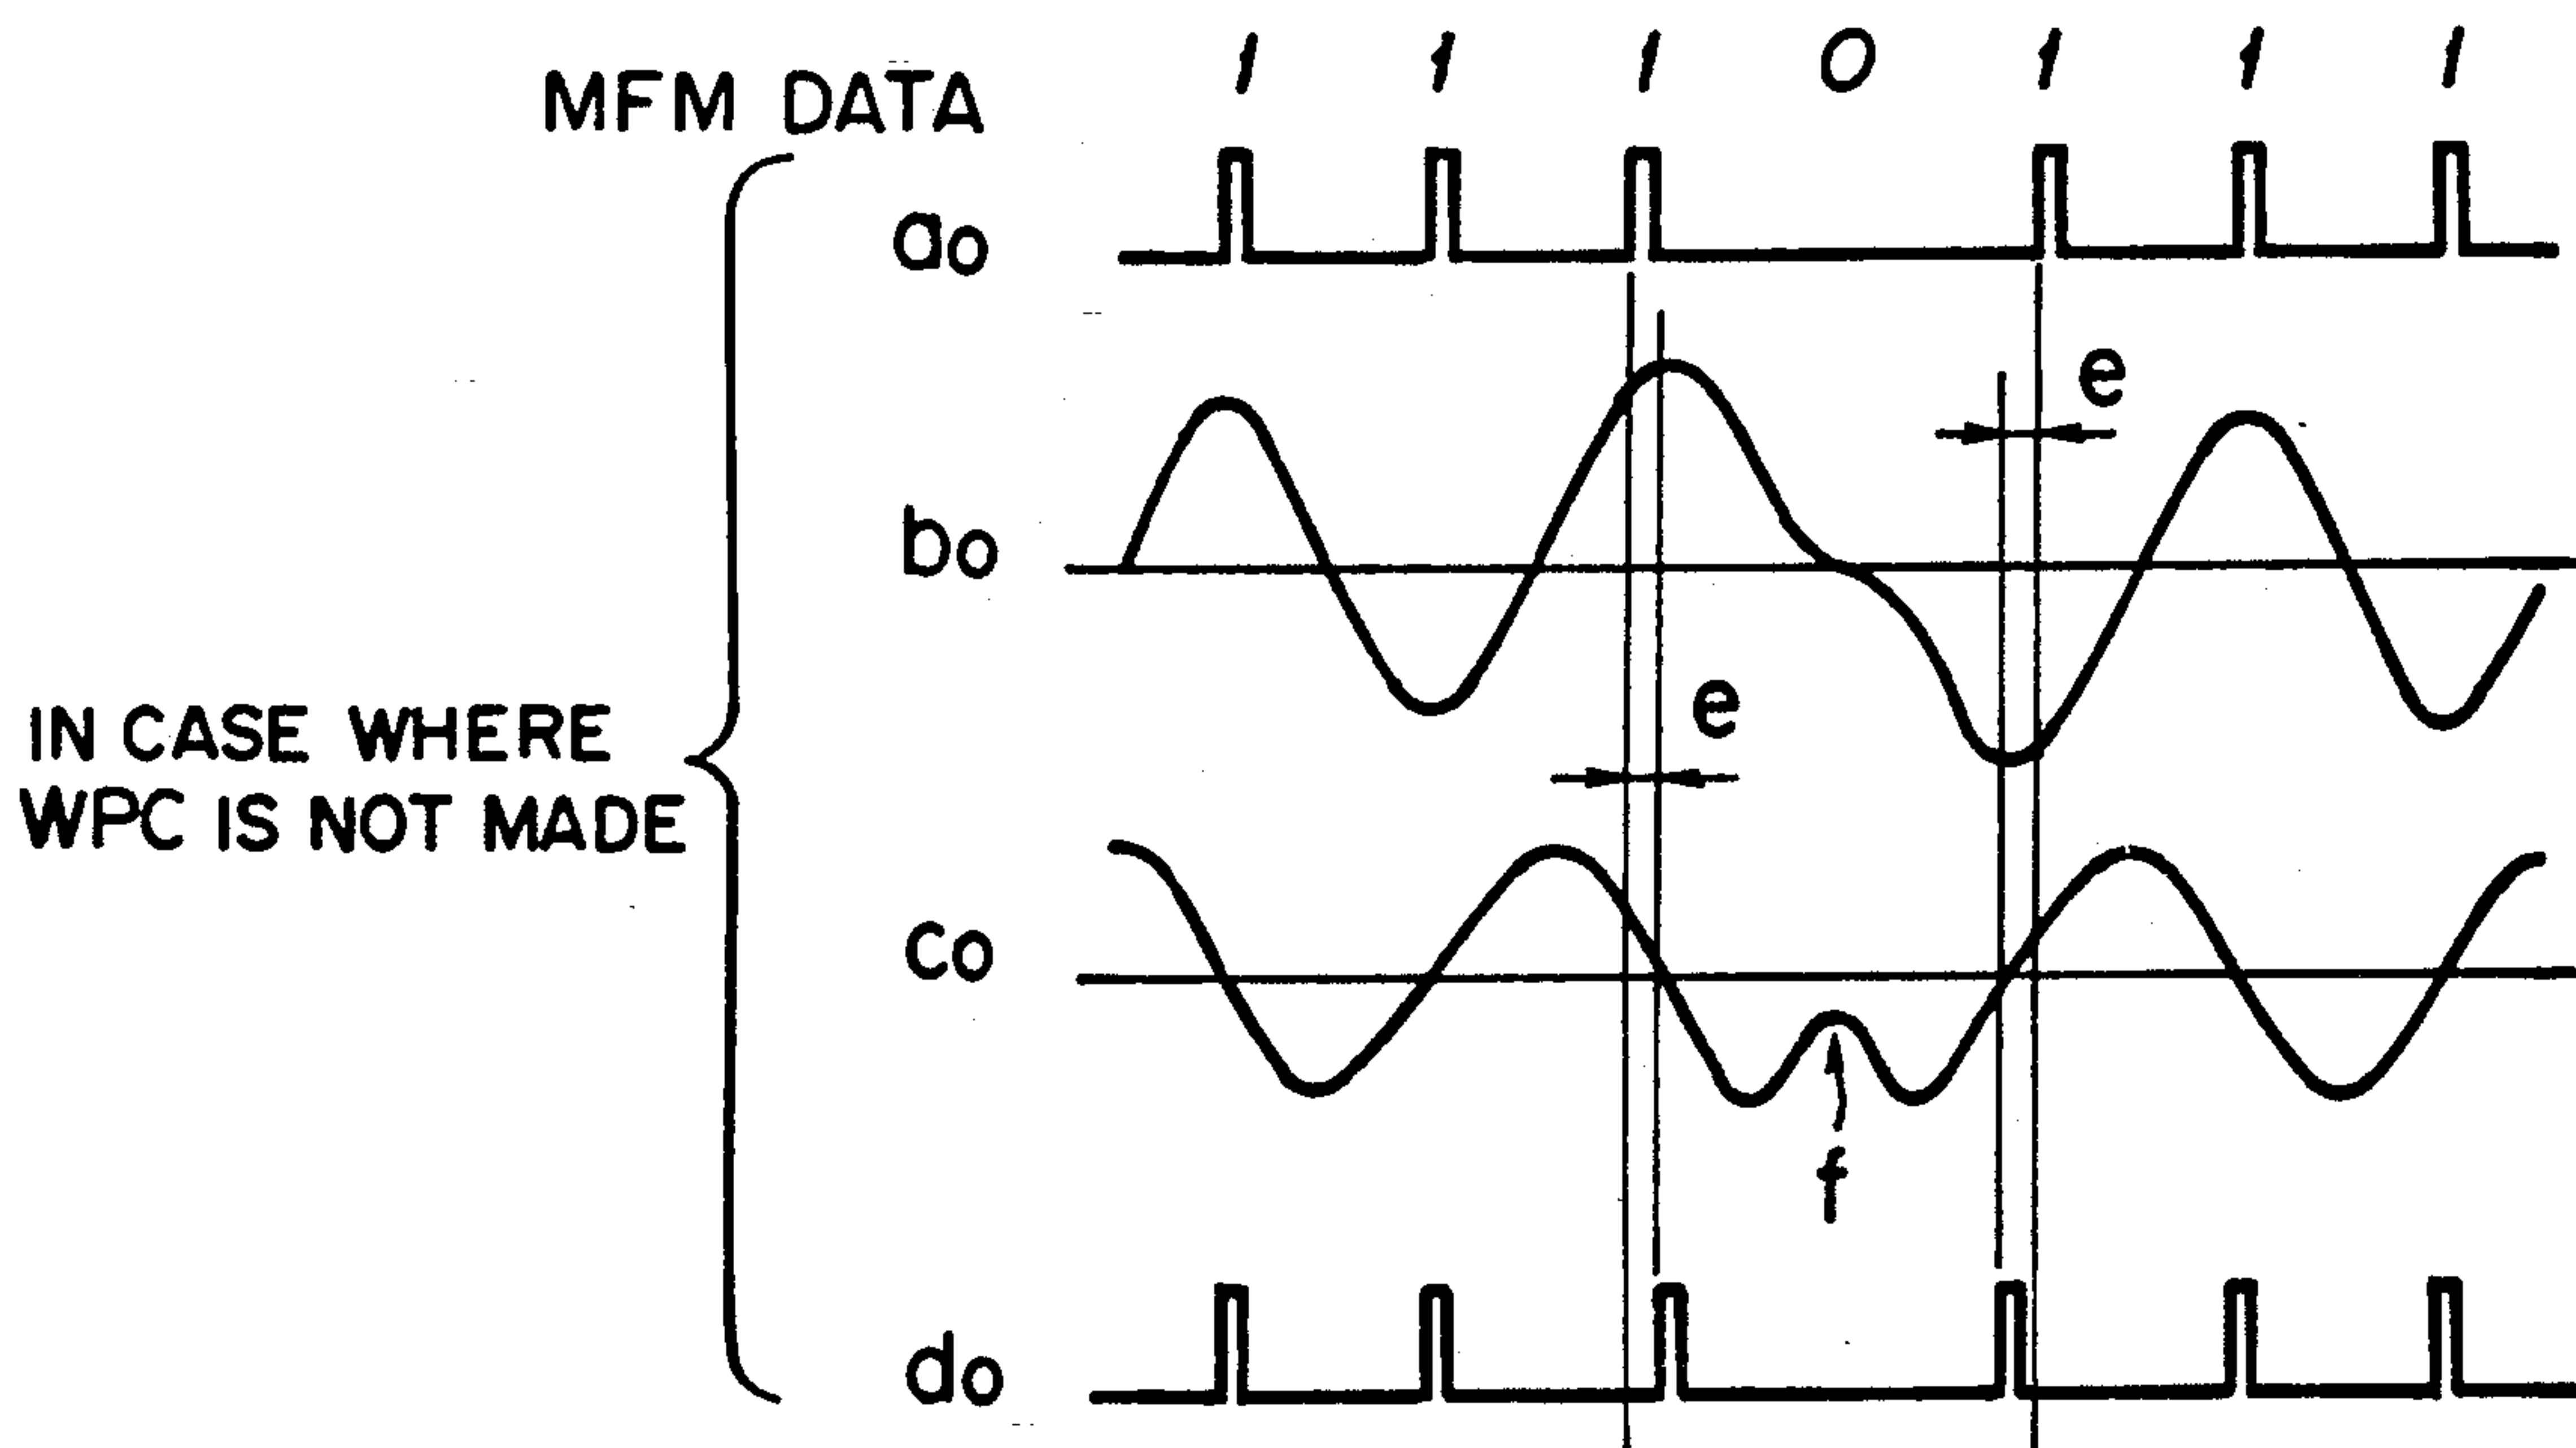 1 1 1 0 1 1 1
MFM DATA
ao
e
bo
e
IN CASE WHERE
WPC IS NOT MADE
co
f
do